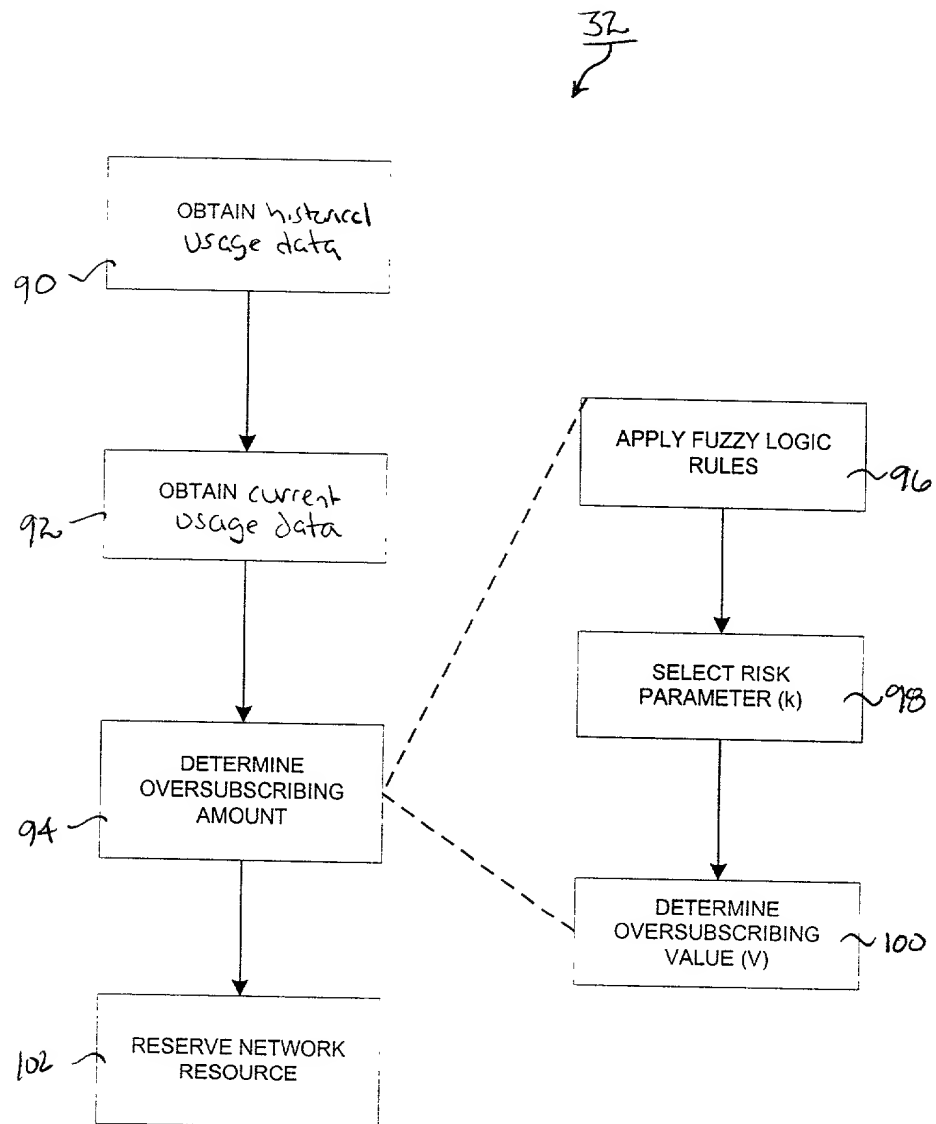 32
OBTAIN historical
usage data
90
OBTAIN current
usage data
92
DETERMINE
OVERSUBSCRIBING
AMOUNT
94
RESERVE NETWORK
RESOURCE
102
APPLY FUZZY LOGIC
RULES
96
SELECT RISK
PARAMETER (k)
98
DETERMINE
OVERSUBSCRIBING
VALUE (V)
100